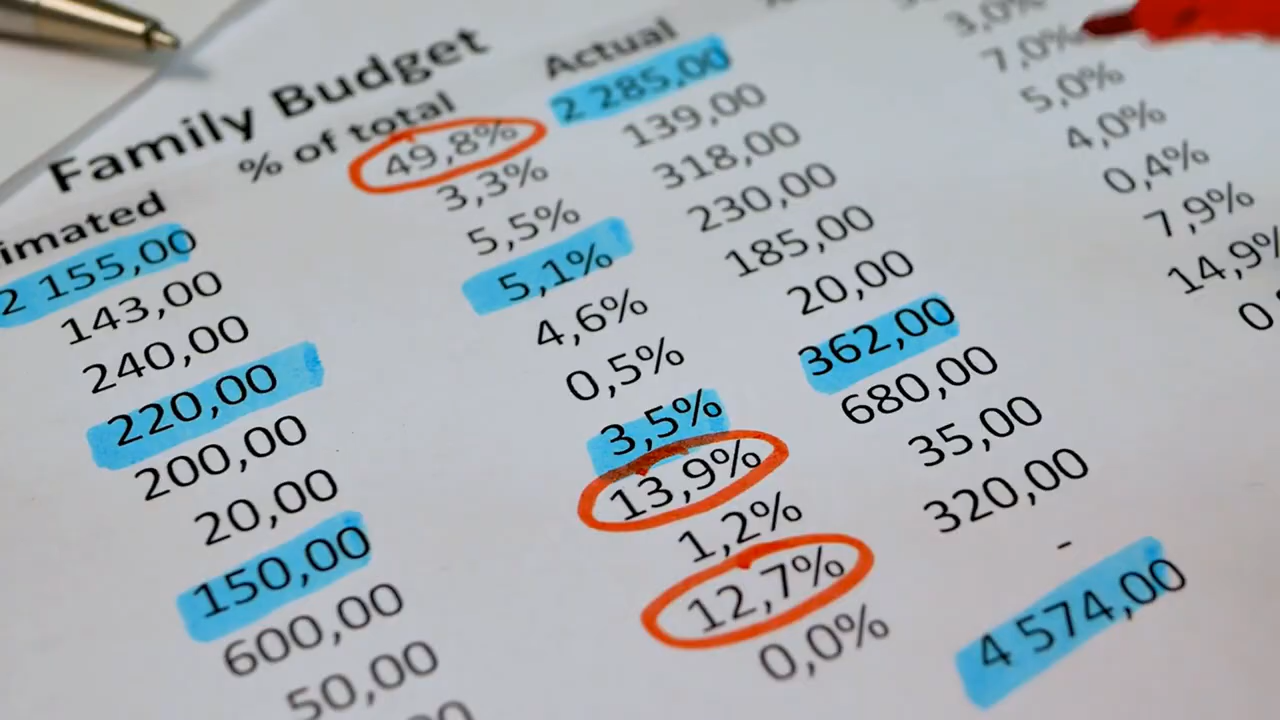 Family Budget
imated % of total Actual
2 155,00 49,8% 2 285,00
143,00 3,3% 139,00 3,0%
240,00 5,5% 318,00 7,0%
220,00 5,1% 230,00 5,0%
200,00 4,6% 185,00 4,0%
20,00 0,5% 20,00 0,4%
150,00 3,5% 362,00 7,9%
600,00 13,9% 680,00 14,9%
50,00 1,2% 35,00
12,7% 320,00
0,0% -
4 574,00